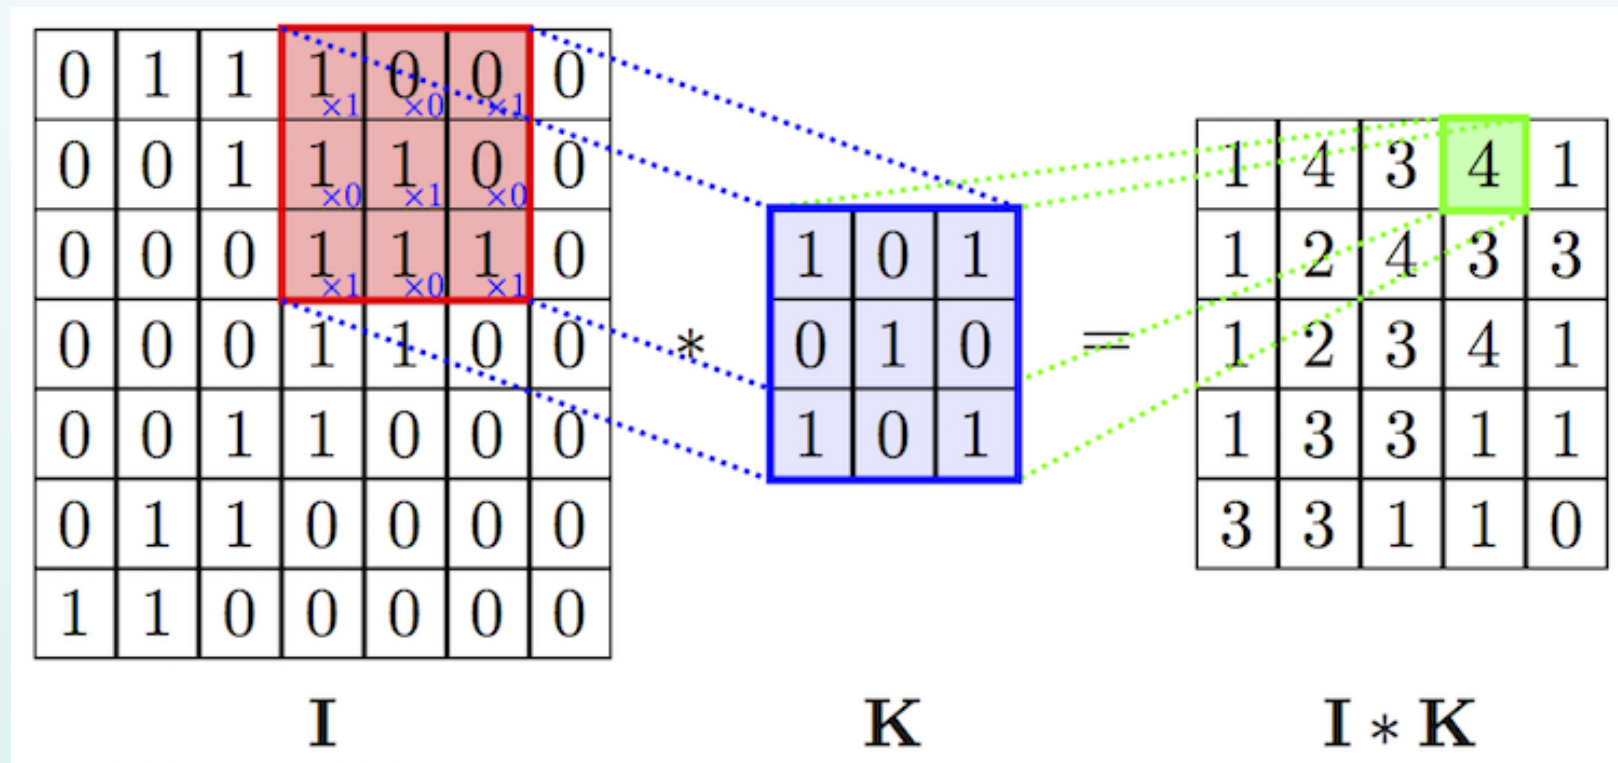 0 1 1 1 0 0 0
×1 ×0 ×1
0 0 1 1 1 0 0
×0 ×1 ×0
0 0 0 1 1 1 0
×1 ×0 ×1
0 0 0 1 1 0 0
0 0 1 1 0 0 0
0 1 1 0 0 0 0
1 1 0 0 0 0 0
I
*
1 0 1
0 1 0
1 0 1
K
=
1 4 3 4 1
1 2 4 3 3
1 2 3 4 1
1 3 3 1 1
3 3 1 1 0
I * K